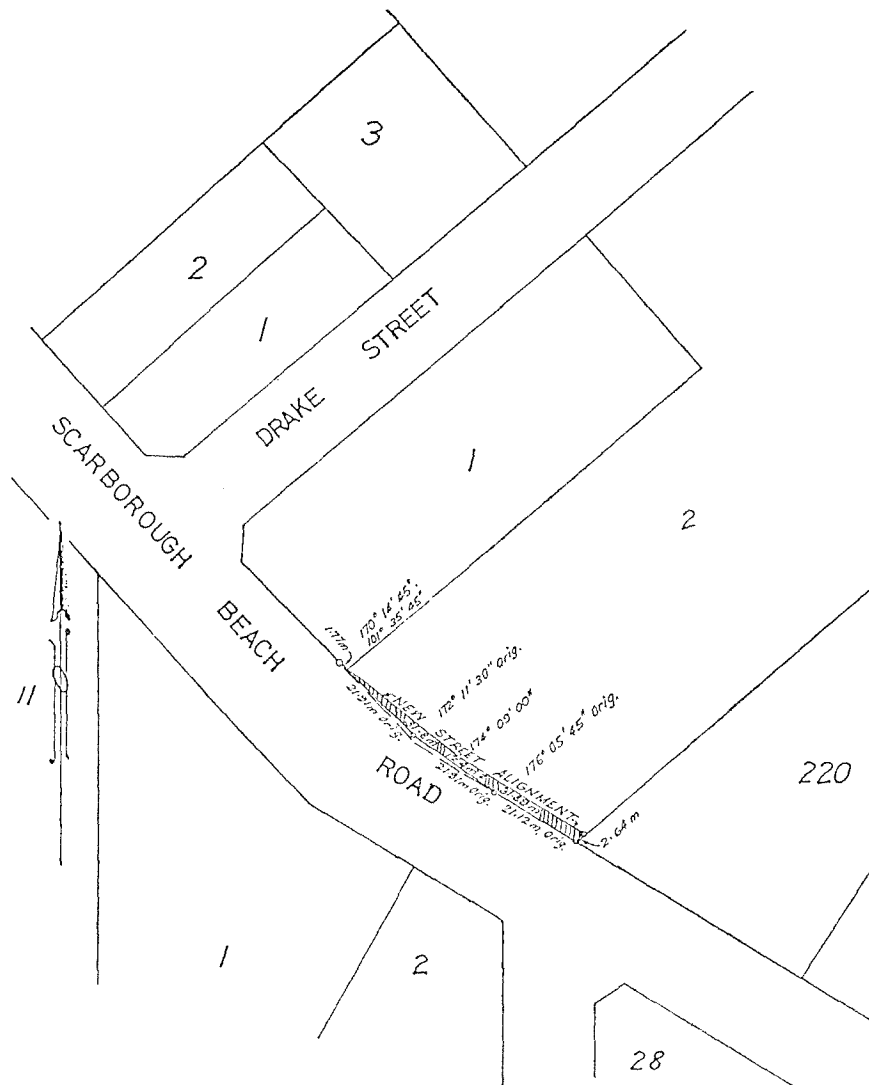 3
2
1
DRAKE STREET
SCARBOROUGH BEACH ROAD
1
2
1.77m
170° 14' 45"
101° 35' 45"
172° 11' 30" orig.
174° 09' 00"
176° 05' 45" orig.
NEW STREET ALIGNMENT
21.21m orig.
21.31m orig.
21.12m, orig.
2.64m
11
220
1
2
28